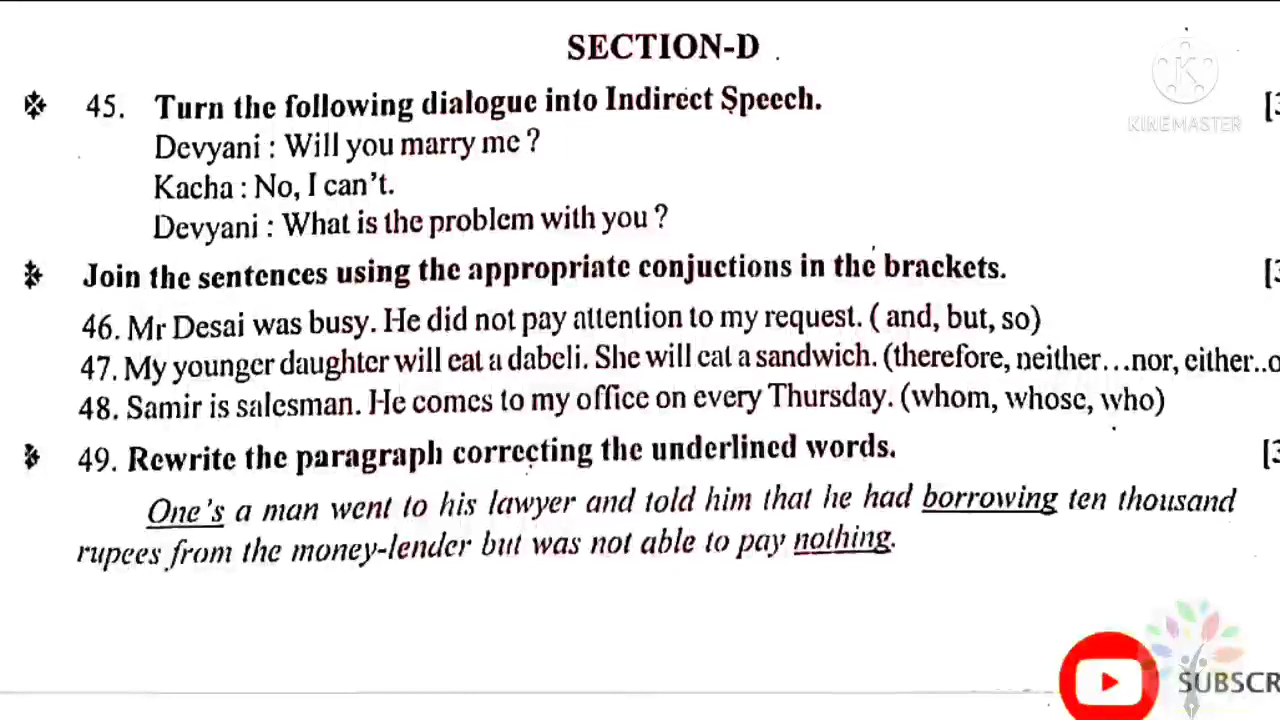 SECTION-D
KINEMASTER
45. Turn the following dialogue into Indirect Speech. [3
Devyani : Will you marry me ?
Kacha : No, I can't.
Devyani : What is the problem with you ?
Join the sentences using the appropriate conjuctions in the brackets. [3
46. Mr Desai was busy. He did not pay attention to my request. ( and, but, so)
47. My younger daughter will eat a dabeli. She will eat a sandwich. (therefore, neither...nor, either..o
48. Samir is salesman. He comes to my office on every Thursday. (whom, whose, who)
49. Rewrite the paragraph correcting the underlined words. [3
One's a man went to his lawyer and told him that he had borrowing ten thousand
rupees from the money-lender but was not able to pay nothing.
SUBSCR